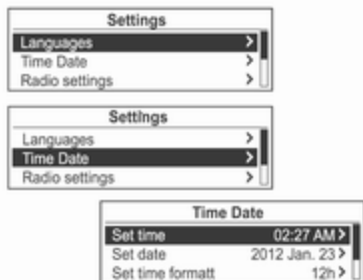 Settings
Languages >
Time Date >
Radio settings >
Settings
Languages >
Time Date >
Radio settings >
Time Date
Set time 02:27 AM >
Set date 2012 Jan. 23 >
Set time formatt 12h >